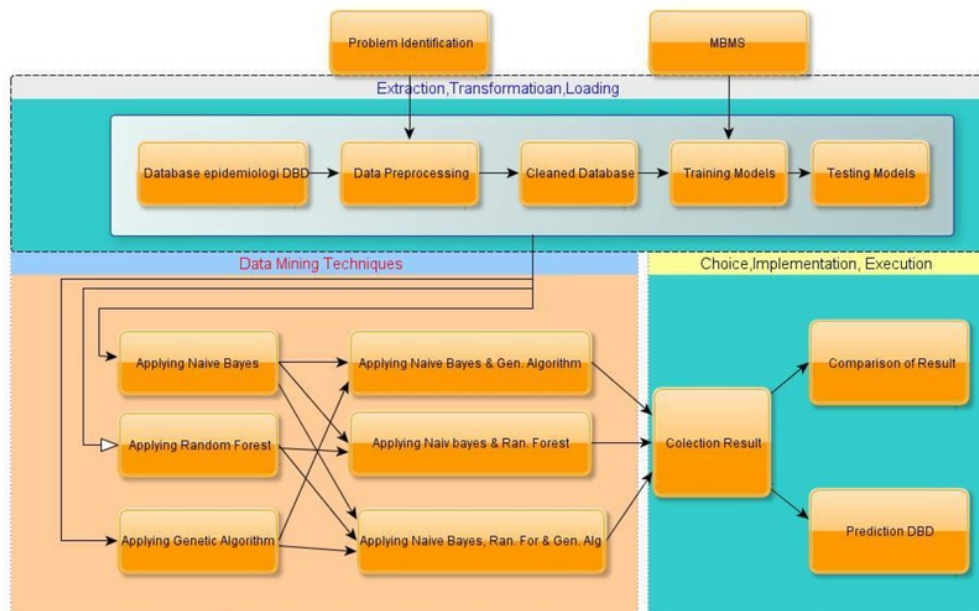 Problem Identification
MBMS
Extraction,Transformatioan,Loading
Database epidemiologi DBD
Data Preprocessing
Cleaned Database
Training Models
Testing Models
Data Mining Techniques
Choice,Implementation, Execution
Applying Naive Bayes
Applying Naive Bayes & Gen. Algorithm
Comparison of Result
Applying Random Forest
Applying Naiv bayes & Ran. Forest
Colection Result
Applying Genetic Algorithm
Applying Naive Bayes, Ran. For & Gen. Alg
Prediction DBD